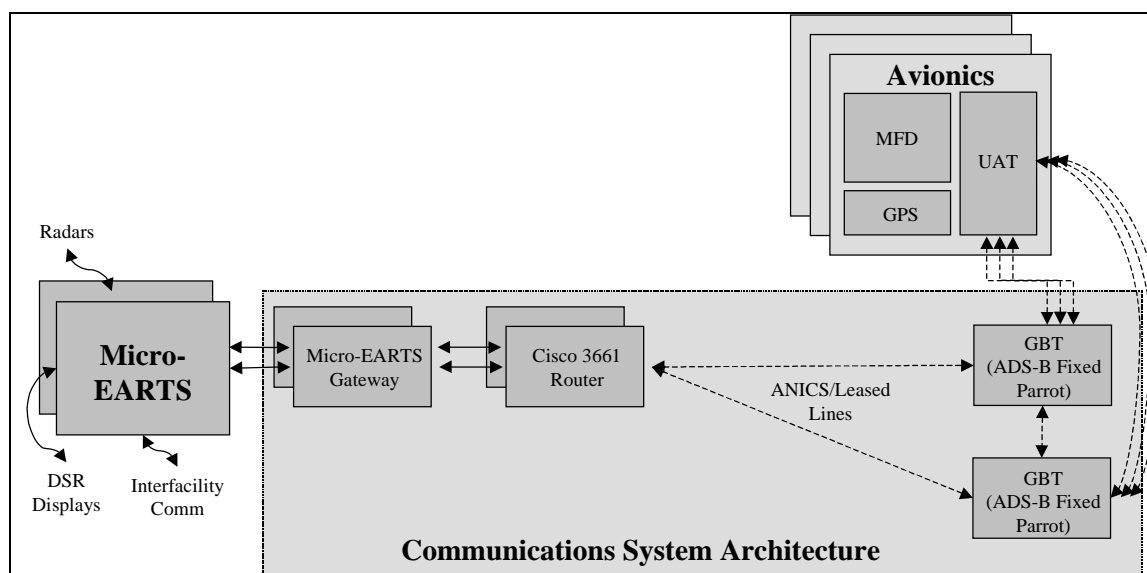 Avionics
MFD
UAT
GPS
Radars
Micro-
EARTS
Micro-EARTS
Gateway
Cisco 3661
Router
ANICS/Leased
Lines
GBT
(ADS-B Fixed
Parrot)
GBT
(ADS-B Fixed
Parrot)
DSR
Displays
Interfacility
Comm
Communications System Architecture